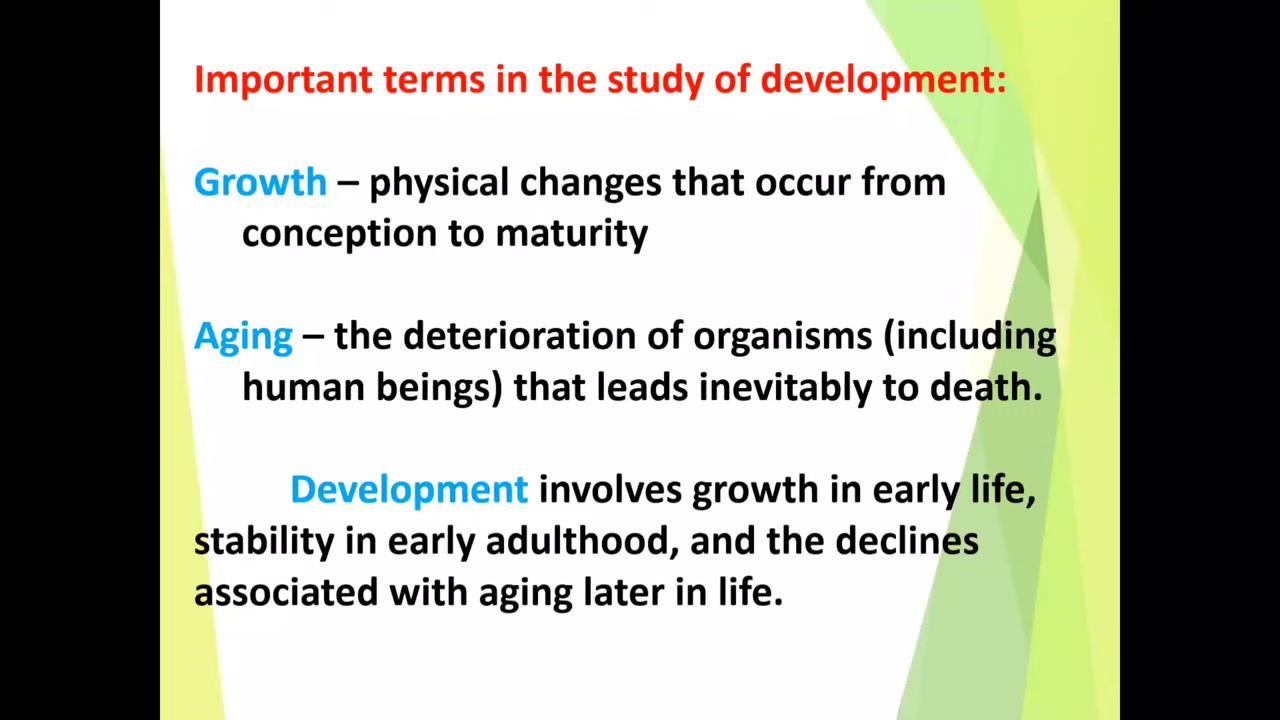 Important terms in the study of development:
Growth – physical changes that occur from
conception to maturity
Aging – the deterioration of organisms (including
human beings) that leads inevitably to death.
Development involves growth in early life,
stability in early adulthood, and the declines
associated with aging later in life.